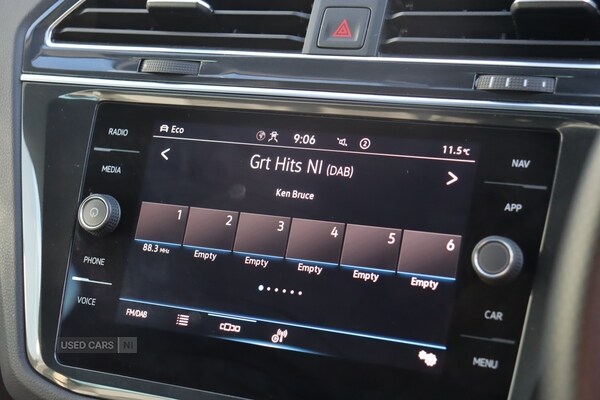 RADIO
MEDIA
PHONE
VOICE
Eco
9:06
2
11.5°C
Grt Hits NI (DAB)
Ken Bruce
1 2 3 4 5 6
88.3 MHz Empty Empty Empty Empty Empty
FM/DAB
NAV
APP
CAR
MENU
USED CARS NI